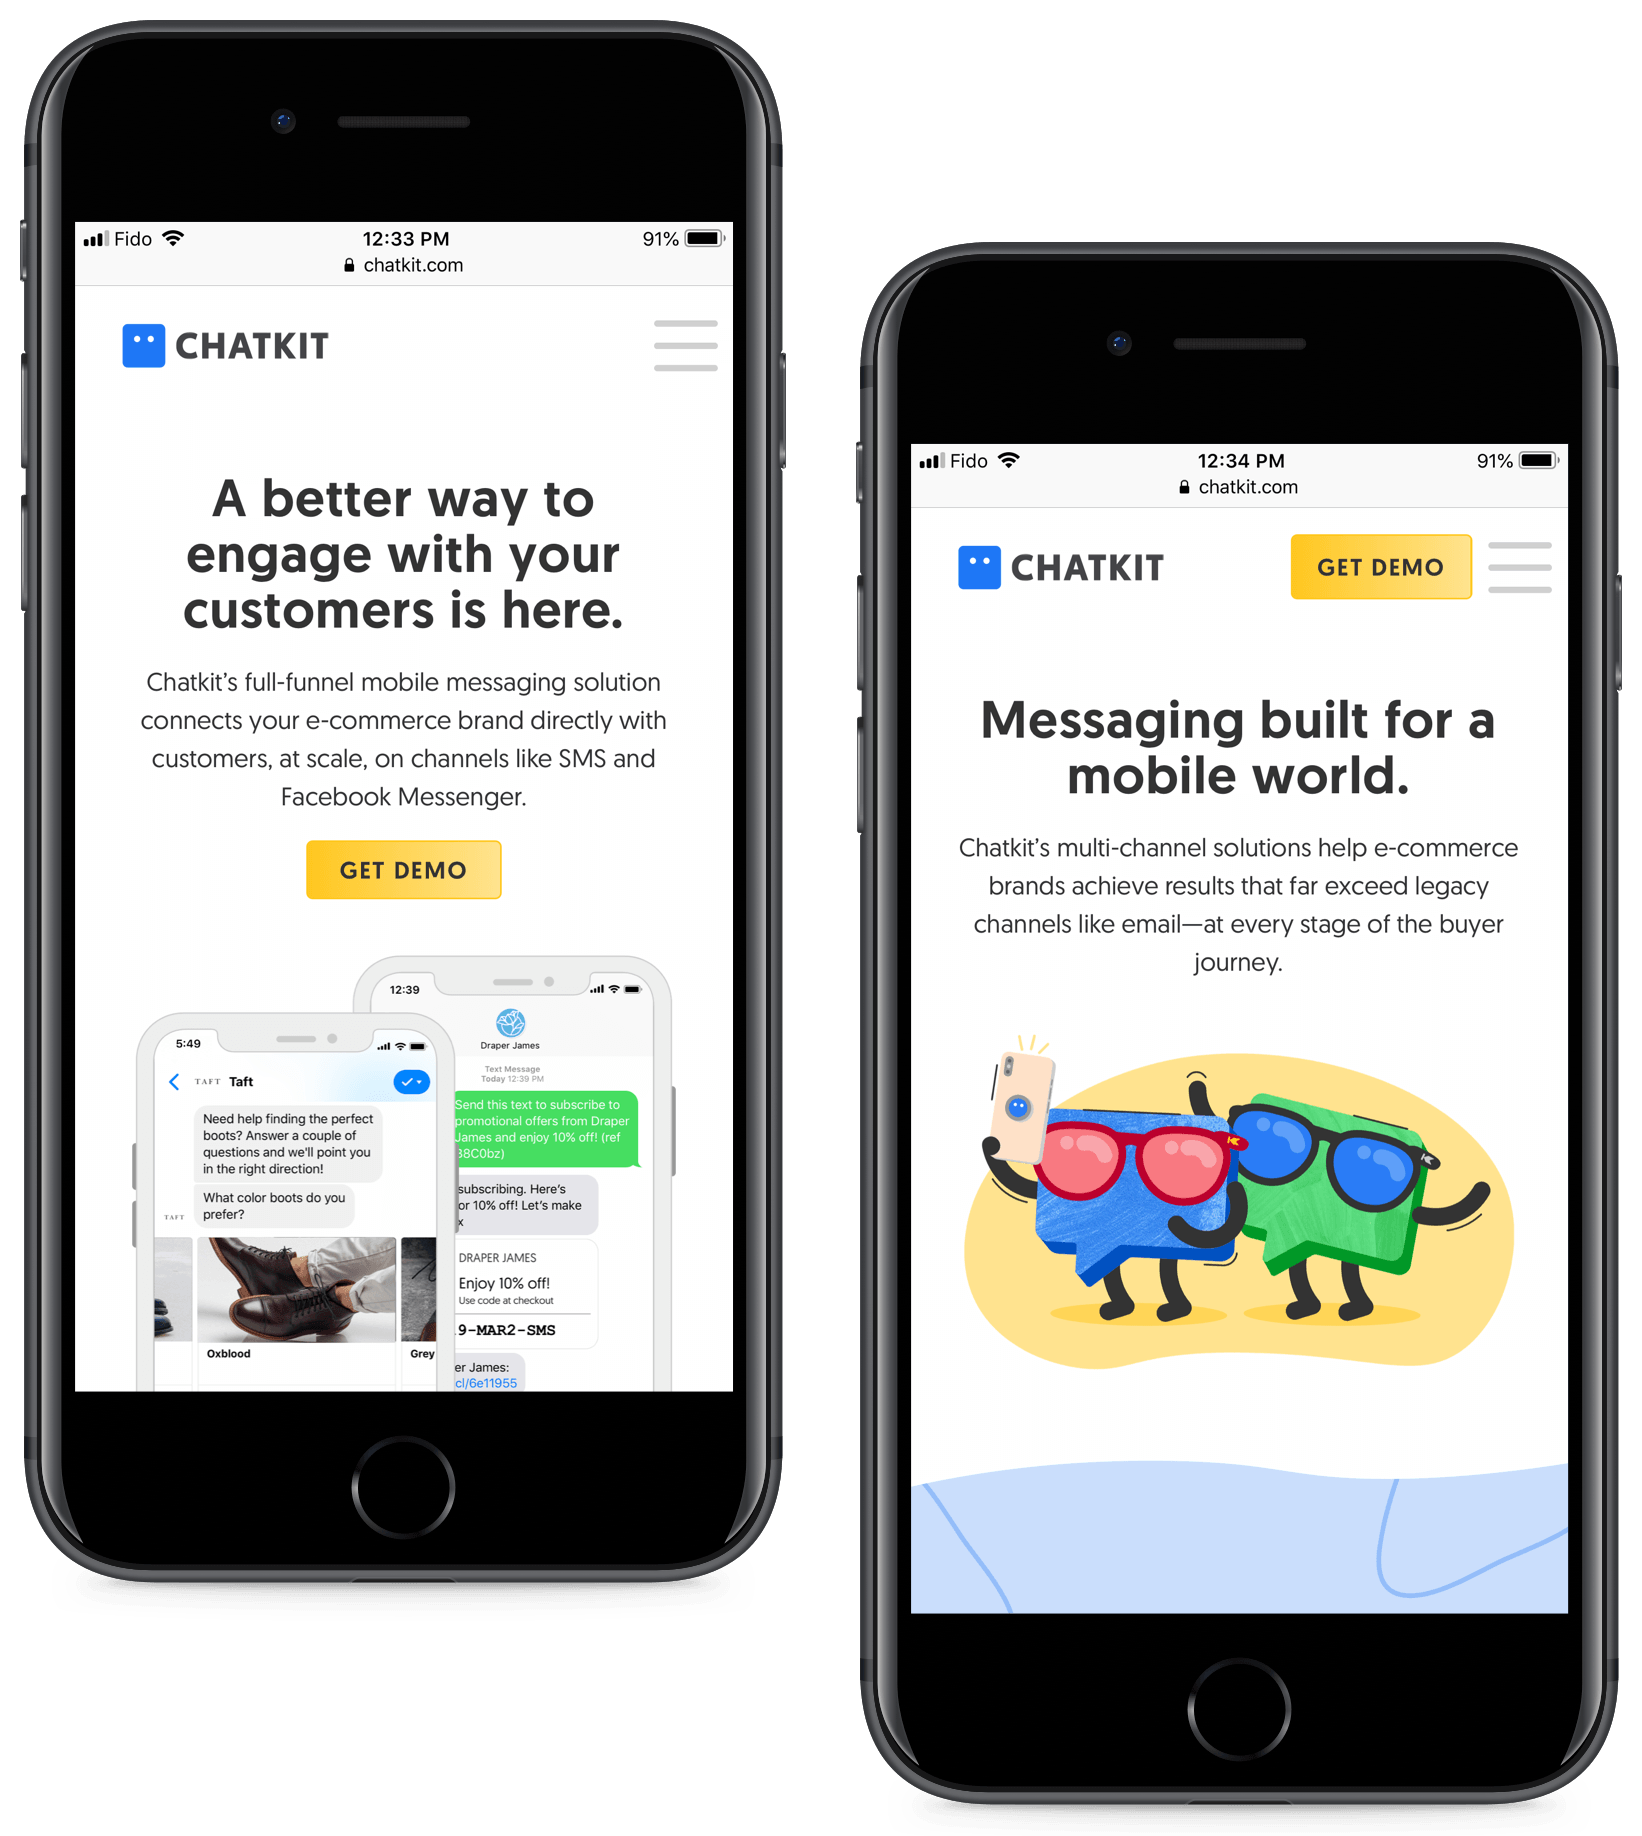 Fido
12:33 PM
91%
chatkit.com
CHATKIT
A better way to
engage with your
customers is here.
Chatkit’s full-funnel mobile messaging solution
connects your e-commerce brand directly with
customers, at scale, on channels like SMS and
Facebook Messenger.
GET DEMO
5:49
TAFT
Taft
Need help finding the perfect
boots? Answer a couple of
questions and we'll point you
in the right direction!
What color boots do you
prefer?
TAFT
Oxblood
Grey
12:39
Draper James
Text Message
Today 12:39 PM
Send this text to subscribe to
promotional offers from Draper
James and enjoy 10% off! (ref
38C0bz)
subscribing. Here's
or 10% off! Let's make
x
DRAPER JAMES
Enjoy 10% off!
Use code at checkout
9-MAR2-SMS
er James:
cl/6e11955
Fido
12:34 PM
91%
chatkit.com
CHATKIT
GET DEMO
Messaging built for a
mobile world.
Chatkit’s multi-channel solutions help e-commerce
brands achieve results that far exceed legacy
channels like email—at every stage of the buyer
journey.